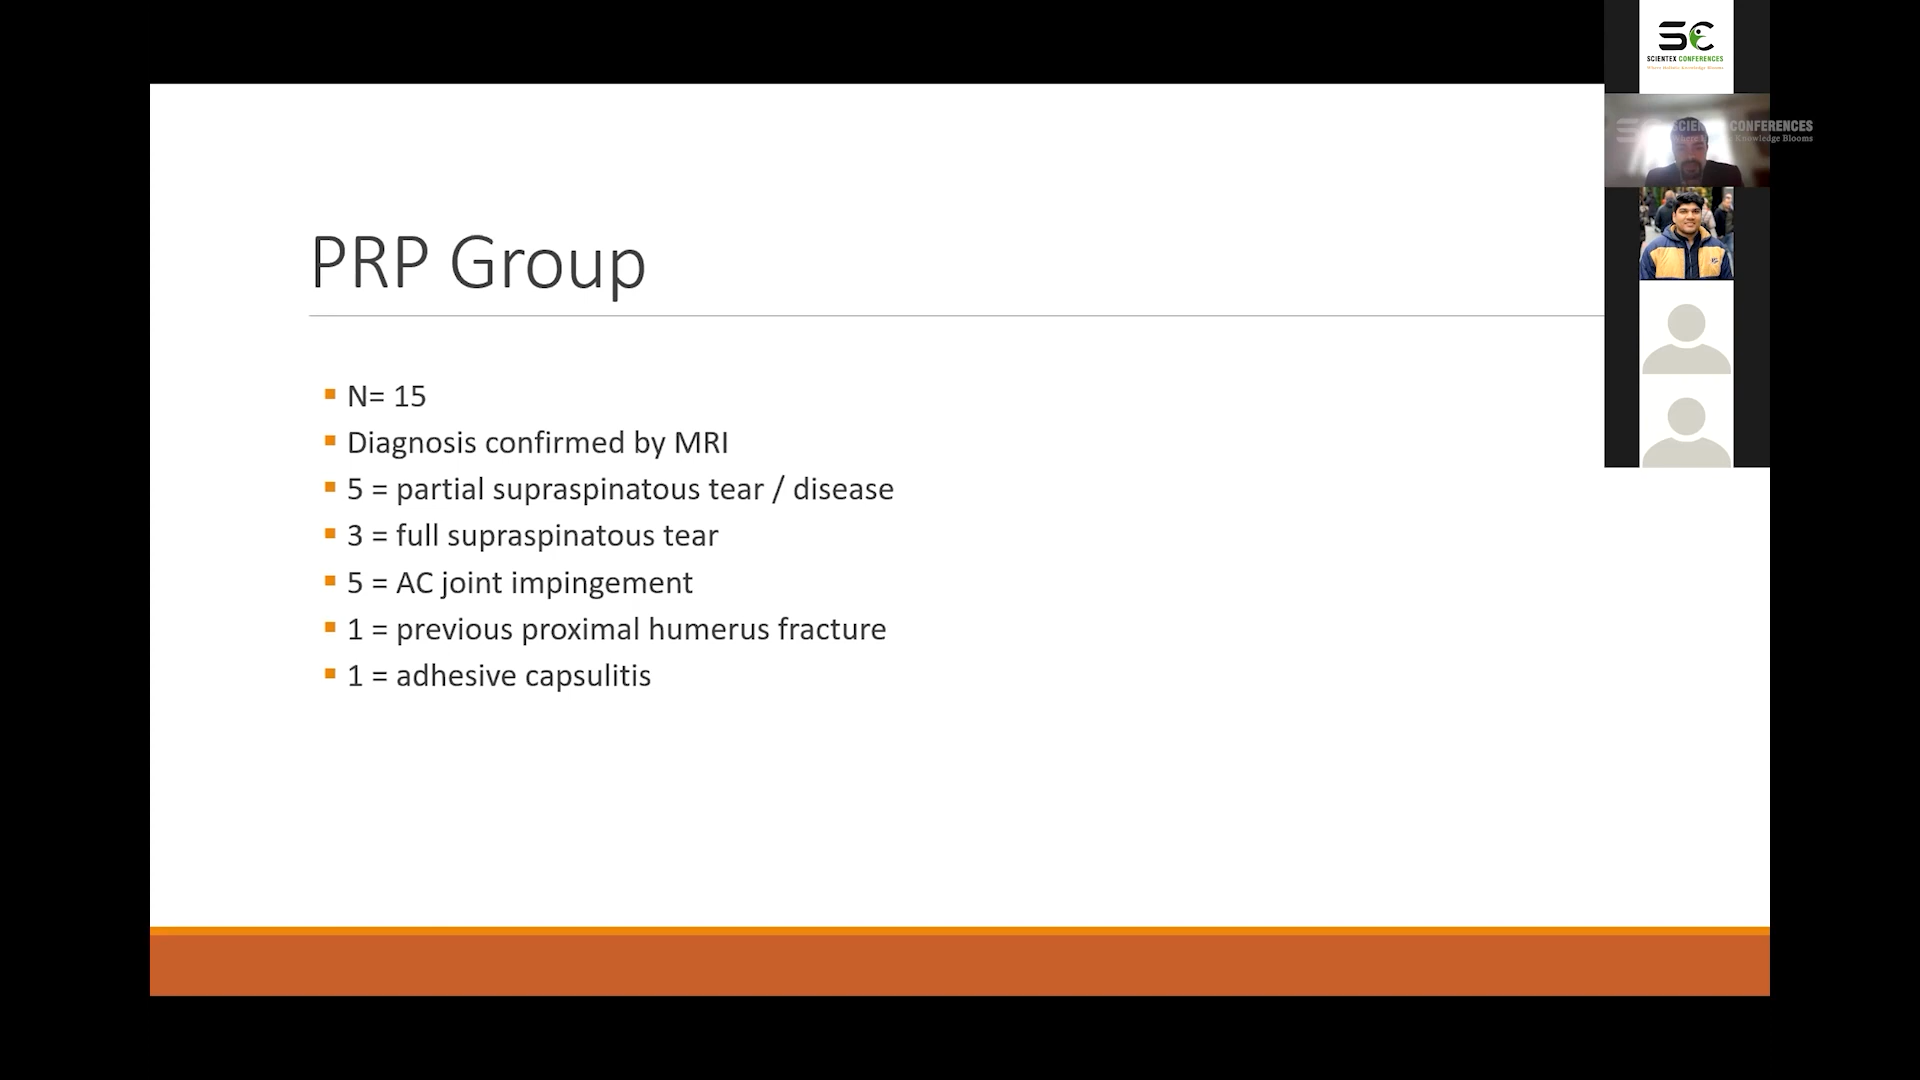 PRP Group
N= 15
Diagnosis confirmed by MRI
5 = partial supraspinatous tear / disease
3 = full supraspinatous tear
5 = AC joint impingement
1 = previous proximal humerus fracture
1 = adhesive capsulitis
SC
SCIENTEX CONFERENCES
CONFERENCES
Knowledge Blooms